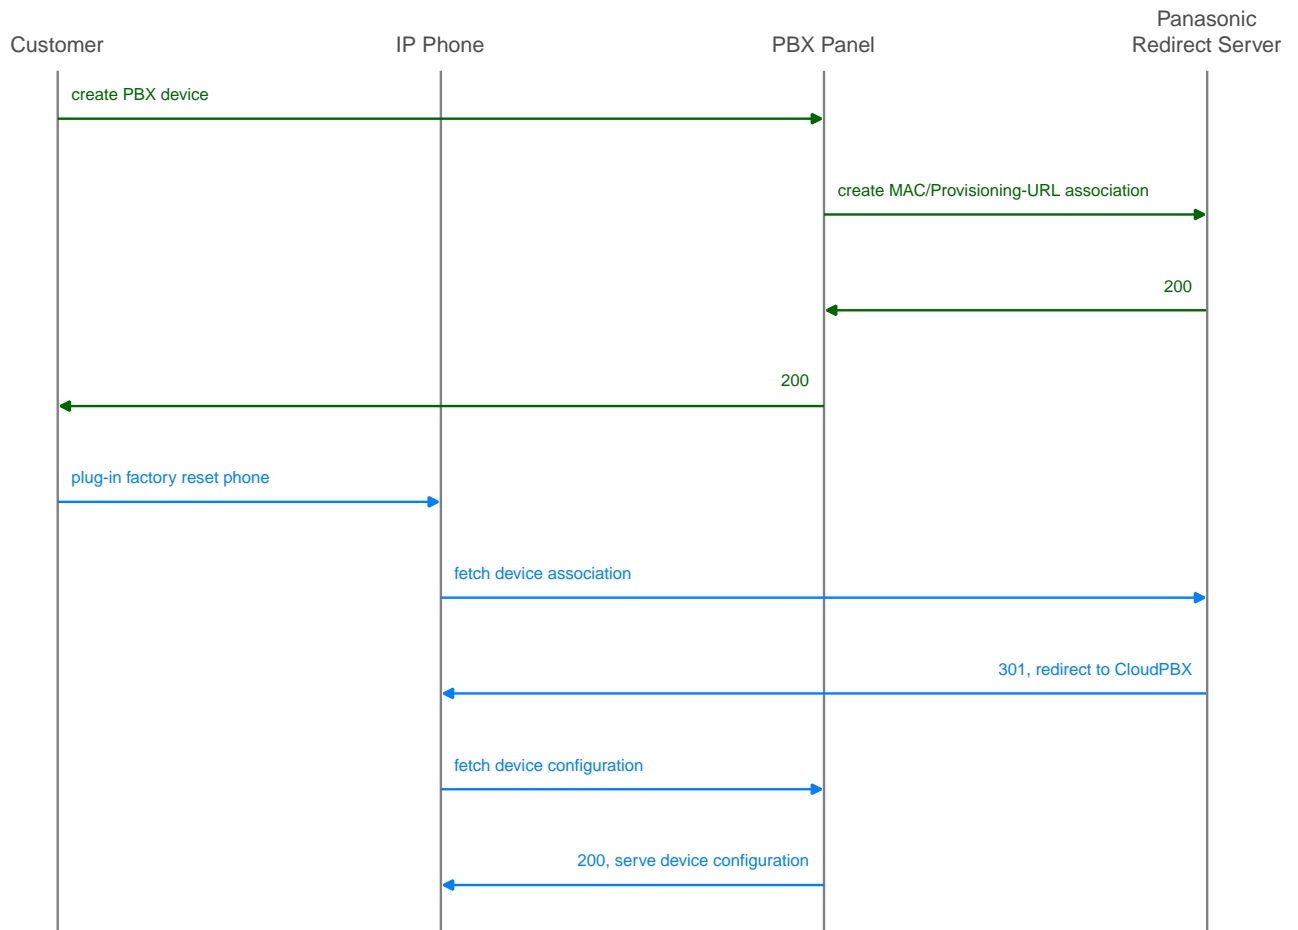 Customer
IP Phone
PBX Panel
Panasonic
Redirect Server
create PBX device
create MAC/Provisioning-URL association
200
200
plug-in factory reset phone
fetch device association
301, redirect to CloudPBX
fetch device configuration
200, serve device configuration